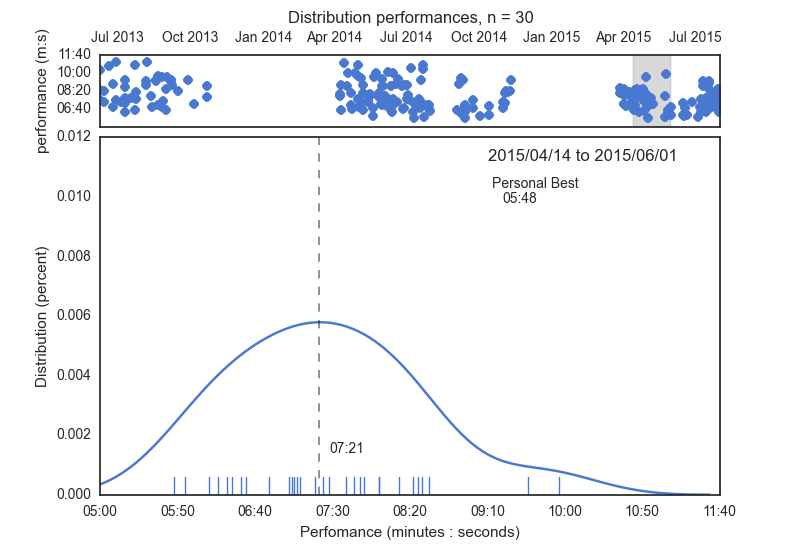 Distribution performances, n = 30
Jul 2013 Oct 2013 Jan 2014 Apr 2014 Jul 2014 Oct 2014 Jan 2015 Apr 2015 Jul 2015
performance (m:s)
11:40
10:00
08:20
06:40
Distribution (percent)
0.012
0.010
0.008
0.006
0.004
0.002
0.000
2015/04/14 to 2015/06/01
Personal Best
05:48
07:21
05:00 05:50 06:40 07:30 08:20 09:10 10:00 10:50 11:40
Perfomance (minutes : seconds)